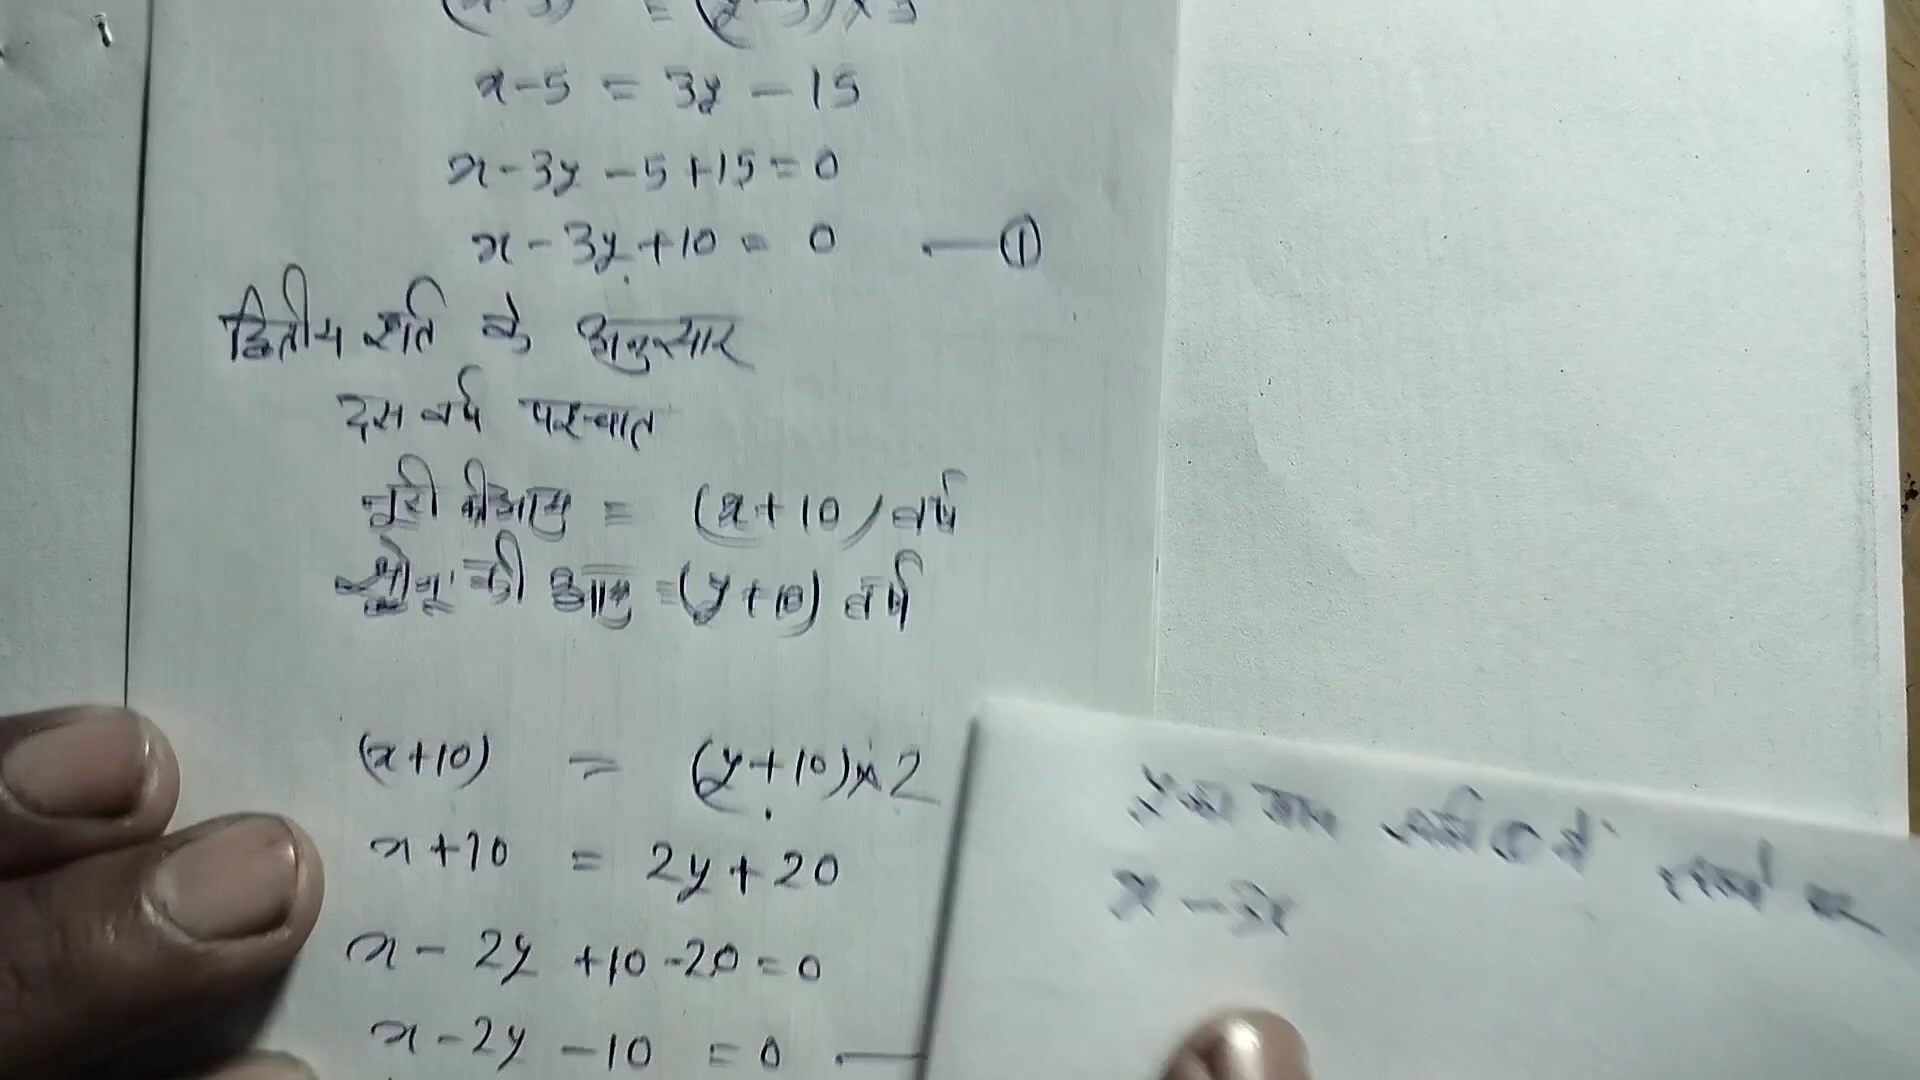 x-5 = 3y - 15
x-3y-5+15=0
x-3y+10 = 0 —①
द्वितीय शर्त के अनुसार
दस वर्ष पश्चात
नूरी की आयु = (x+10) वर्ष
सोनू की आयु =(y+10) वर्ष
(x+10) = (y+10)×2
x+10 = 2y+20
x-2y +10-20=0
x-2y -10 = 0 —
x-3y